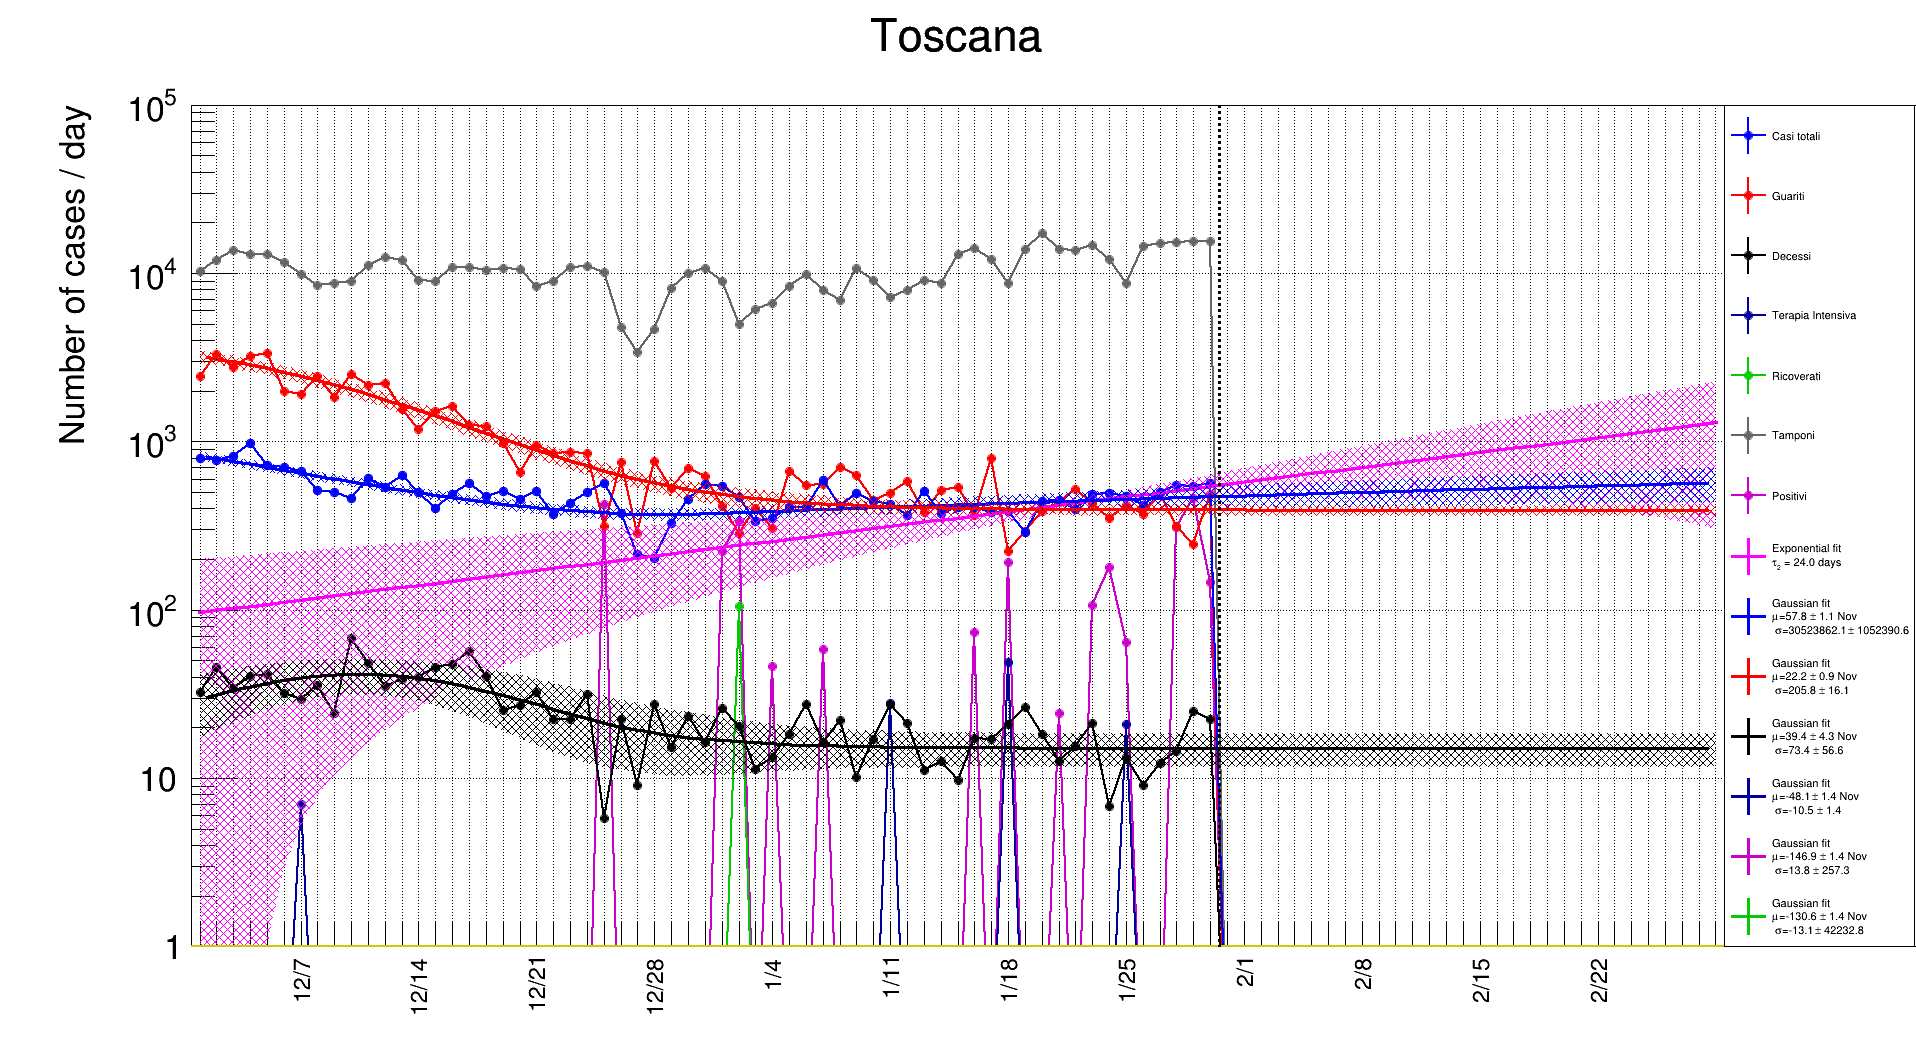 Toscana
Number of cases / day
10^5
10^4
10^3
10^2
10
1
12/7
12/14
12/21
12/28
1/4
1/11
1/18
1/25
2/1
2/8
2/15
2/22
Casi totali
Guariti
Decessi
Terapia Intensiva
Ricoverati
Tamponi
Positivi
Exponential fit
τ_2 = 24.0 days
Gaussian fit
μ=57.8 ± 1.1 Nov
σ=30523862.1 ± 1052390.6
Gaussian fit
μ=22.2 ± 0.9 Nov
σ=205.8 ± 16.1
Gaussian fit
μ=39.4 ± 4.3 Nov
σ=73.4 ± 56.6
Gaussian fit
μ=-48.1 ± 1.4 Nov
σ=-10.5 ± 1.4
Gaussian fit
μ=-146.9 ± 1.4 Nov
σ=13.8 ± 257.3
Gaussian fit
μ=-130.6 ± 1.4 Nov
σ=-13.1 ± 42232.8